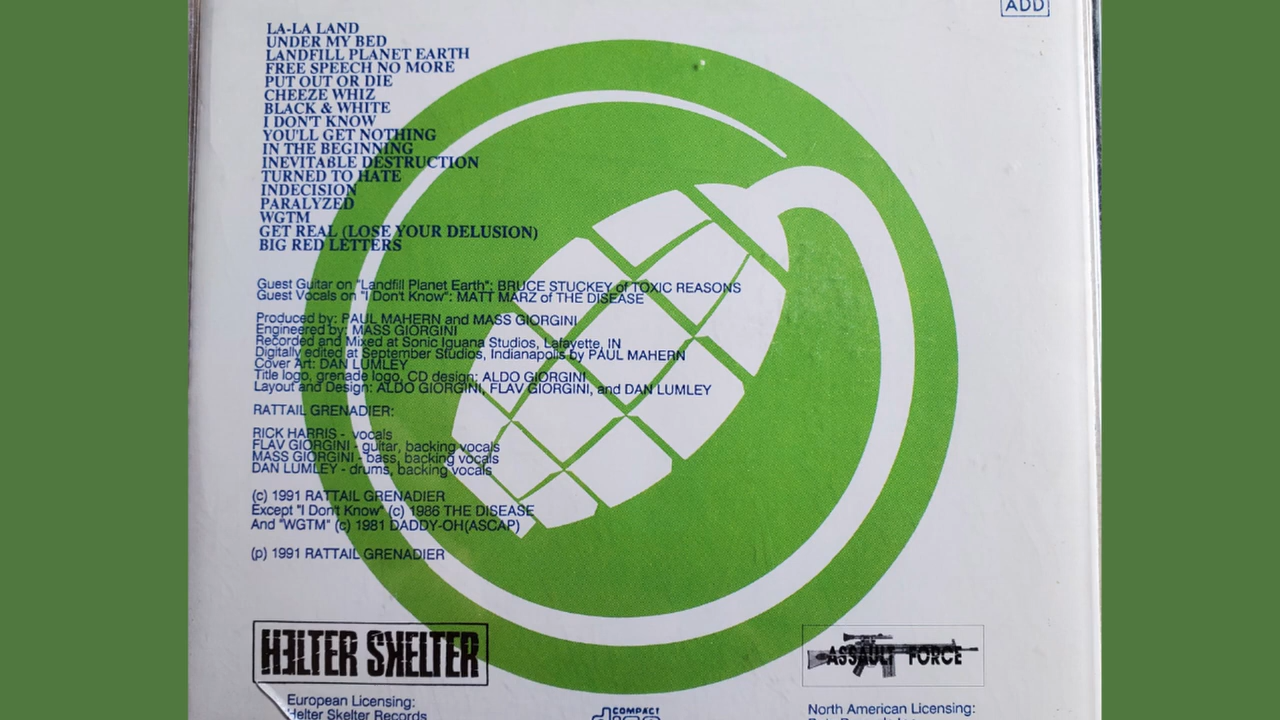 ADD
LA-LA LAND
UNDER MY BED
LANDFILL PLANET EARTH
FREE SPEECH NO MORE
PUT OUT OR DIE
CHEEZE WHIZ
BLACK & WHITE
I DON'T KNOW
YOU'LL GET NOTHING
IN THE BEGINNING
INEVITABLE DESTRUCTION
TURNED TO HATE
INDECISION
PARALYZED
WGTM
GET REAL (LOSE YOUR DELUSION)
BIG RED LETTERS
Guest Guitar on "Landfill Planet Earth": BRUCE STUCKEY of TOXIC REASONS
Guest Vocals on "I Don't Know": MATT MARZ of THE DISEASE
Produced by: PAUL MAHERN and MASS GIORGINI
Engineered by: MASS GIORGINI
Recorded and Mixed at Sonic Iguana Studios, Lafayette, IN
Digitally edited at September Studios, Indianapolis by PAUL MAHERN
Cover Art: DAN LUMLEY
Title logo, grenade logo, CD design: ALDO GIORGINI
Layout and Design: ALDO GIORGINI, FLAV GIORGINI, and DAN LUMLEY
RATTAIL GRENADIER:
RICK HARRIS - vocals
FLAV GIORGINI - guitar, backing vocals
MASS GIORGINI - bass, backing vocals
DAN LUMLEY - drums, backing vocals
(c) 1991 RATTAIL GRENADIER
Except "I Don't Know" (c) 1986 THE DISEASE
And "WGTM" (c) 1981 DADDY-OH(ASCAP)
(p) 1991 RATTAIL GRENADIER
HELTER SKELTER
ASSAULT FORCE
European Licensing:
Helter Skelter Records
COMPACT
North American Licensing: